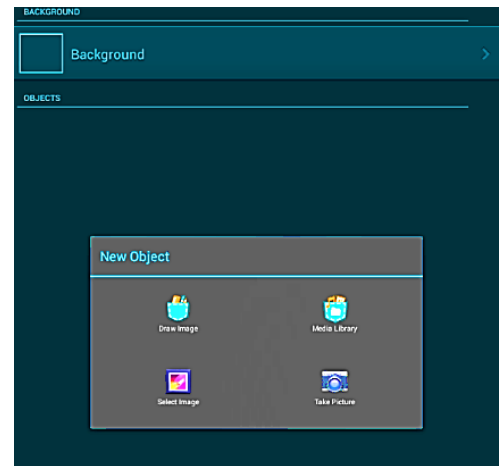 BACKGROUND
Background
OBJECTS
New Object
Draw Image
Media Library
Select Image
Take Picture